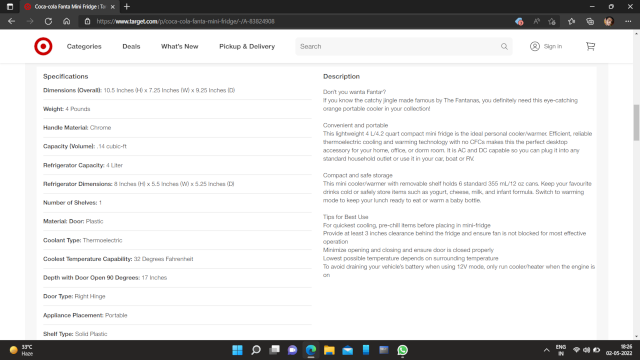 Coca-cola Fanta Mini Fridge : Ta
https://www.target.com/p/coca-cola-fanta-mini-fridge/-/A-83824908
Categories
Deals
What's New
Pickup & Delivery
Search
Sign in
Specifications
Dimensions (Overall): 10.5 Inches (H) x 7.25 Inches (W) x 9.25 Inches (D)
Weight: 4 Pounds
Handle Material: Chrome
Capacity (Volume): .14 cubic-ft
Refrigerator Capacity: 4 Liter
Refrigerator Dimensions: 8 Inches (H) x 5.5 Inches (W) x 5.25 Inches (D)
Number of Shelves: 1
Material: Door: Plastic
Coolant Type: Thermoelectric
Coolest Temperature Capability: 32 Degrees Fahrenheit
Depth with Door Open 90 Degrees: 17 Inches
Door Type: Right Hinge
Appliance Placement: Portable
Shelf Type: Solid Plastic
Description
Don't you wanta Fanta?
If you know the catchy jingle made famous by The Fantanas, you definitely need this eye-catching
orange portable cooler in your collection!
Convenient and portable
This lightweight 4 L/4.2 quart compact mini fridge is the ideal personal cooler/warmer. Efficient, reliable
thermoelectric cooling and warming technology with no CFCs makes this the perfect desktop
accessory for your home, office, or dorm room. It is AC and DC capable so you can plug it into any
standard household outlet or use it in your car, boat or RV.
Compact and safe storage
This mini cooler/warmer with removable shelf holds 6 standard 355 mL/12 oz cans. Keep your favourite
drinks cold or safely store items such as yogurt, cheese, milk, and infant formula. Switch to warming
mode to keep your lunch ready to eat or warm a baby bottle.
Tips for Best Use
For quickest cooling, pre-chill items before placing in mini-fridge
Provide at least 3 inches clearance behind the fridge and ensure fan is not blocked for most effective
operation
Minimize opening and closing and ensure door is closed properly
Lowest possible temperature depends on surrounding temperature
To avoid draining your vehicle's battery when using 12V mode, only run cooler/heater when the engine is
on
33°C
Haze
ENG
IN
18:26
02-05-2022